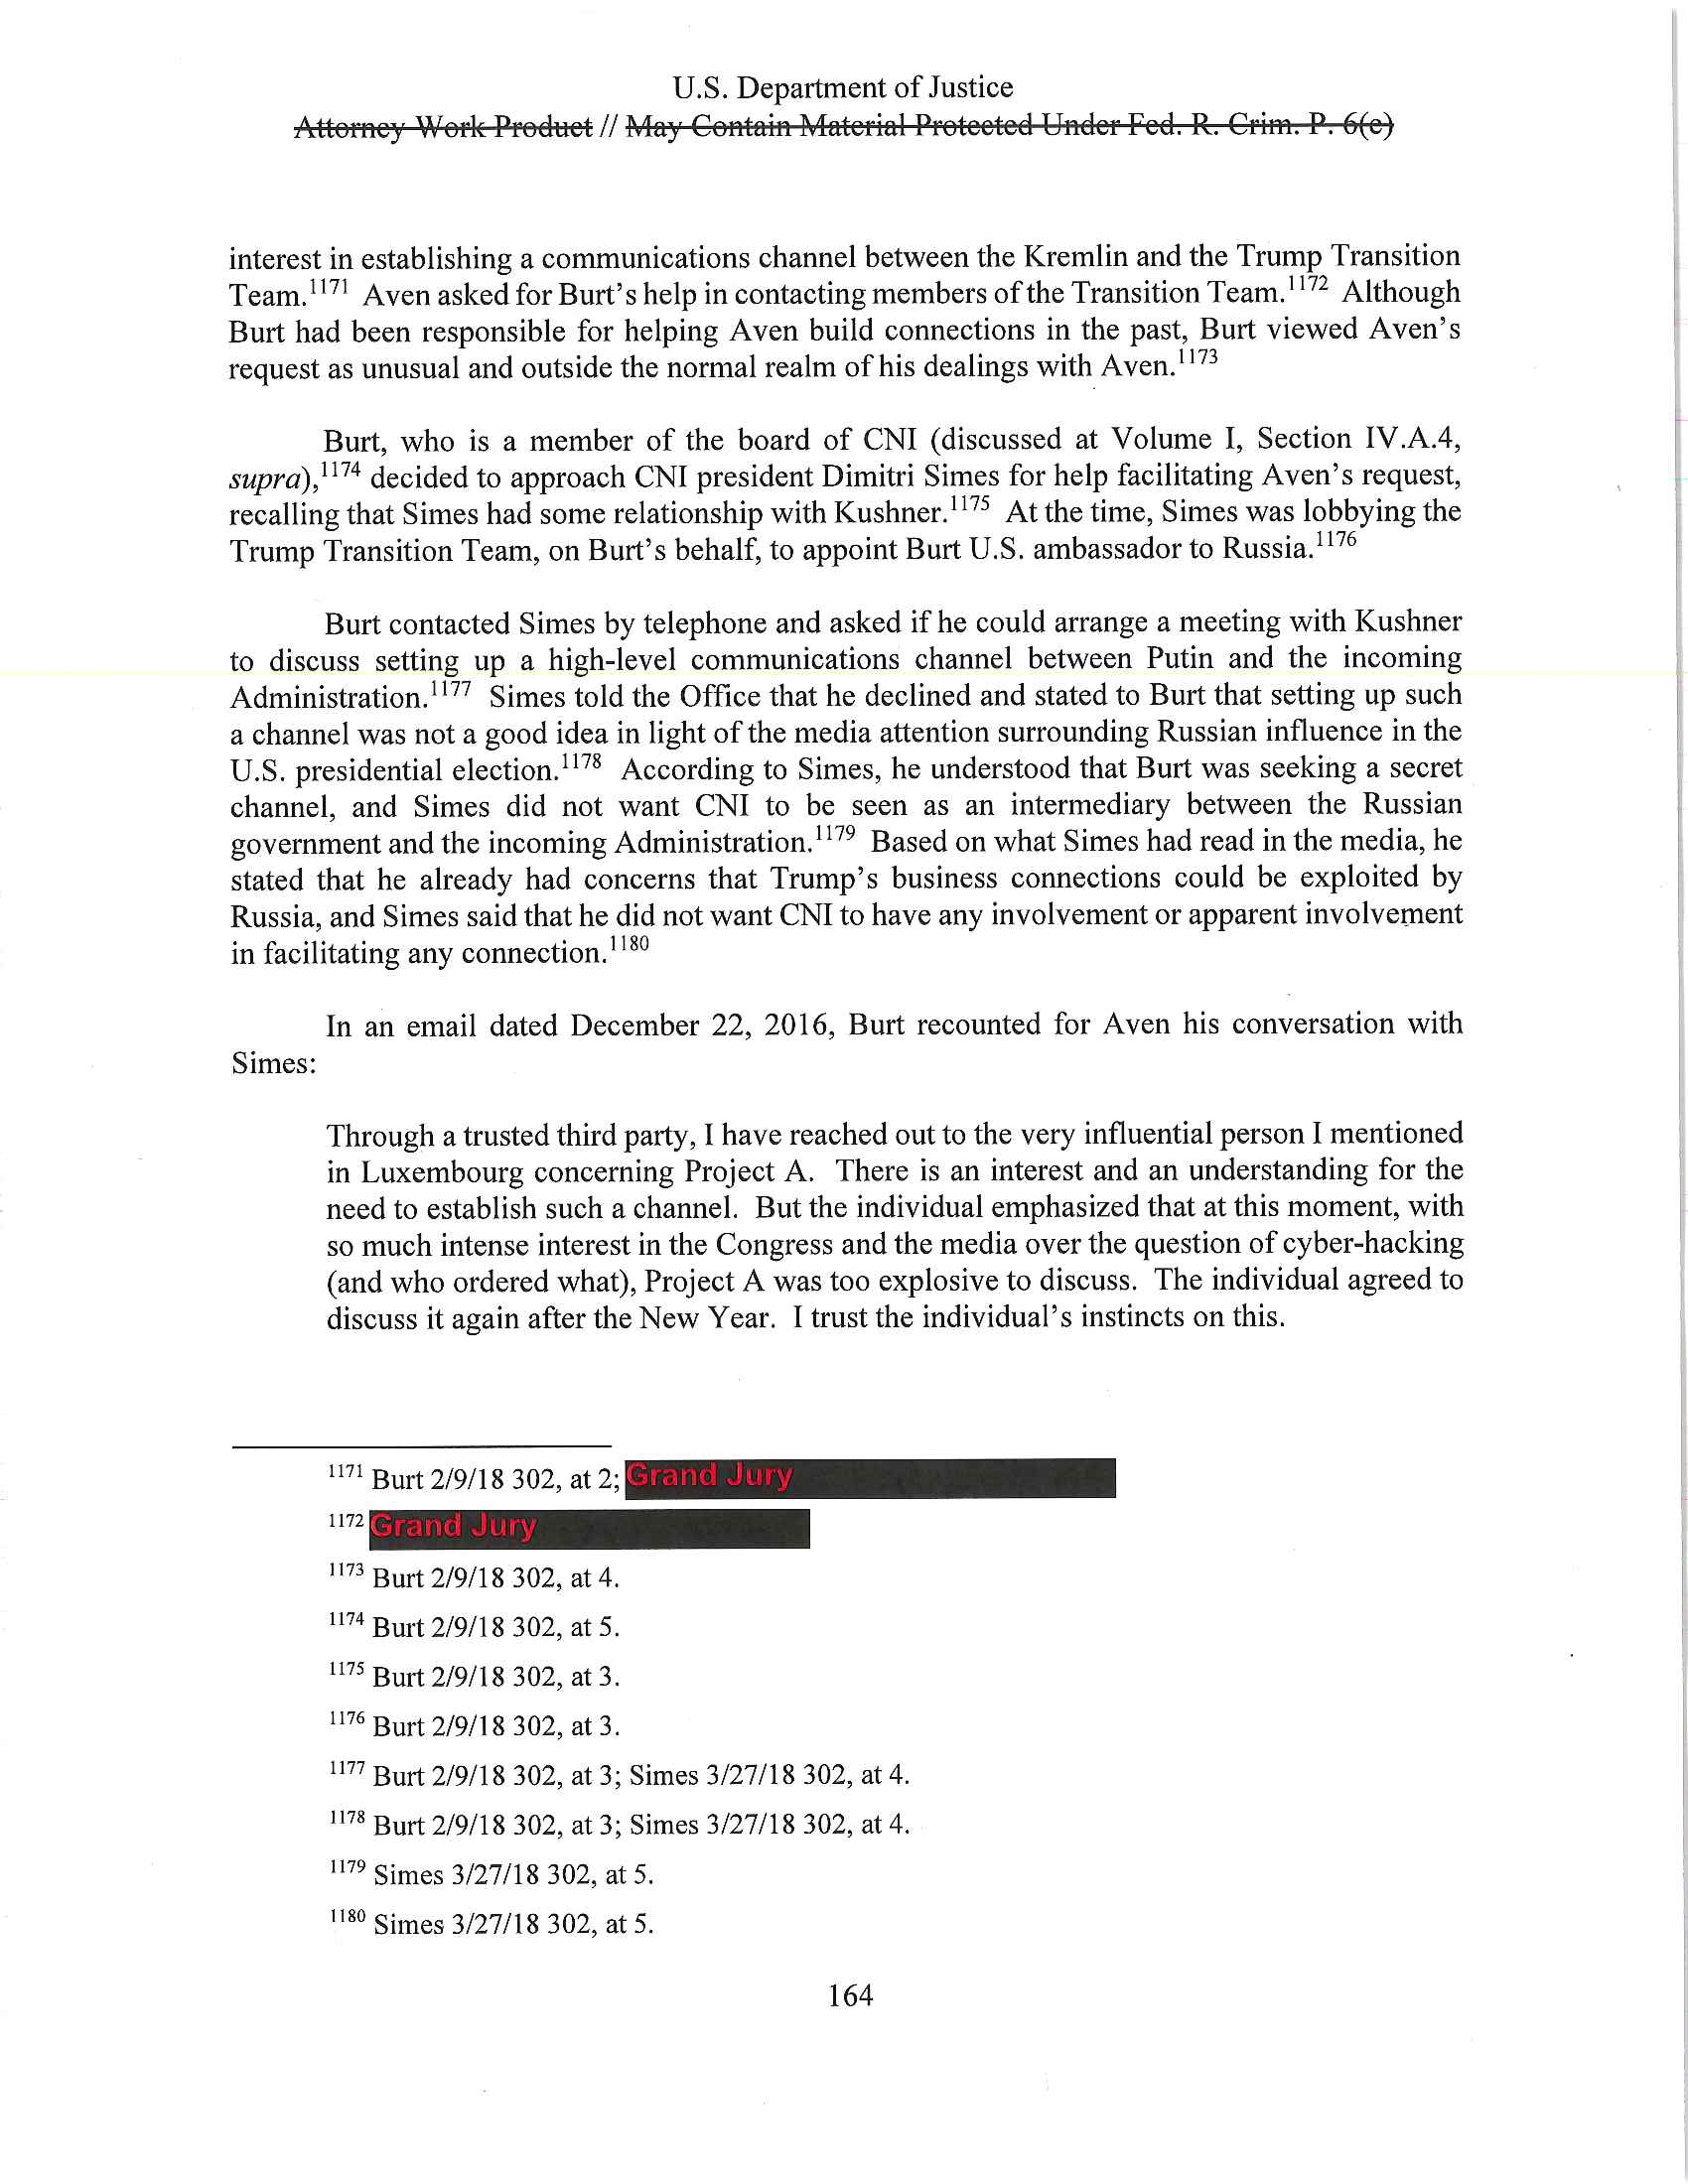 U.S. Department of Justice
Attorney Work Product // May Contain Material Protected Under Fed. R. Crim. P. 6(e)
interest in establishing a communications channel between the Kremlin and the Trump Transition
Team.1171 Aven asked for Burt's help in contacting members of the Transition Team.1172 Although
Burt had been responsible for helping Aven build connections in the past, Burt viewed Aven's
request as unusual and outside the normal realm of his dealings with Aven.1173
Burt, who is a member of the board of CNI (discussed at Volume I, Section IV.A.4,
supra),1174 decided to approach CNI president Dimitri Simes for help facilitating Aven's request,
recalling that Simes had some relationship with Kushner.1175 At the time, Simes was lobbying the
Trump Transition Team, on Burt's behalf, to appoint Burt U.S. ambassador to Russia.1176
Burt contacted Simes by telephone and asked if he could arrange a meeting with Kushner
to discuss setting up a high-level communications channel between Putin and the incoming
Administration.1177 Simes told the Office that he declined and stated to Burt that setting up such
a channel was not a good idea in light of the media attention surrounding Russian influence in the
U.S. presidential election.1178 According to Simes, he understood that Burt was seeking a secret
channel, and Simes did not want CNI to be seen as an intermediary between the Russian
government and the incoming Administration.1179 Based on what Simes had read in the media, he
stated that he already had concerns that Trump's business connections could be exploited by
Russia, and Simes said that he did not want CNI to have any involvement or apparent involvement
in facilitating any connection.1180
In an email dated December 22, 2016, Burt recounted for Aven his conversation with
Simes:
Through a trusted third party, I have reached out to the very influential person I mentioned
in Luxembourg concerning Project A. There is an interest and an understanding for the
need to establish such a channel. But the individual emphasized that at this moment, with
so much intense interest in the Congress and the media over the question of cyber-hacking
(and who ordered what), Project A was too explosive to discuss. The individual agreed to
discuss it again after the New Year. I trust the individual's instincts on this.
1171 Burt 2/9/18 302, at 2; Grand Jury
1172 Grand Jury
1173 Burt 2/9/18 302, at 4.
1174 Burt 2/9/18 302, at 5.
1175 Burt 2/9/18 302, at 3.
1176 Burt 2/9/18 302, at 3.
1177 Burt 2/9/18 302, at 3; Simes 3/27/18 302, at 4.
1178 Burt 2/9/18 302, at 3; Simes 3/27/18 302, at 4.
1179 Simes 3/27/18 302, at 5.
1180 Simes 3/27/18 302, at 5.
164